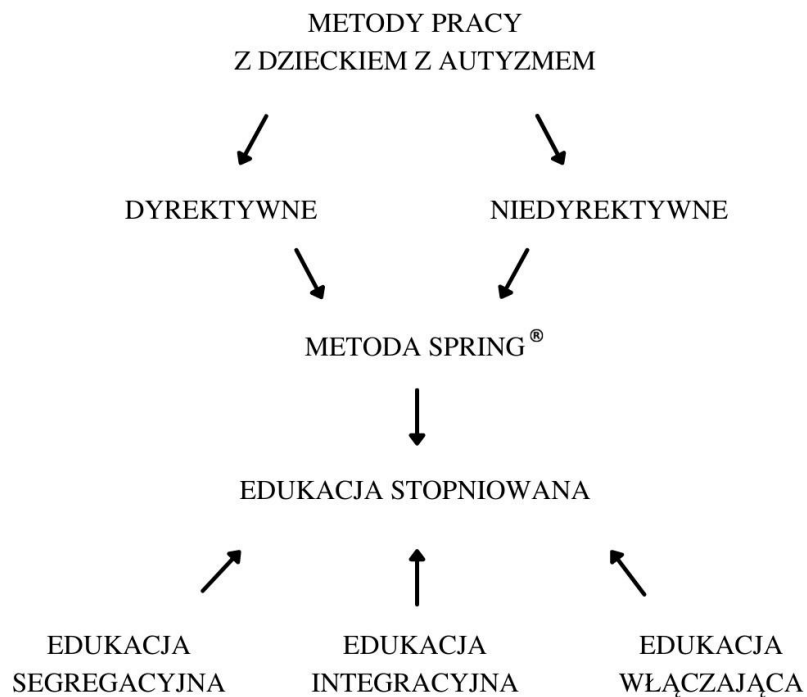 METODY PRACY
Z DZIECKIEM Z AUTYZMEM
DYREKTYWNE
NIEDYREKTYWNE
METODA SPRING®
EDUKACJA STOPNIOWANA
EDUKACJA
SEGREGACYJNA
EDUKACJA
INTEGRACYJNA
EDUKACJA
WŁĄCZAJĄCA